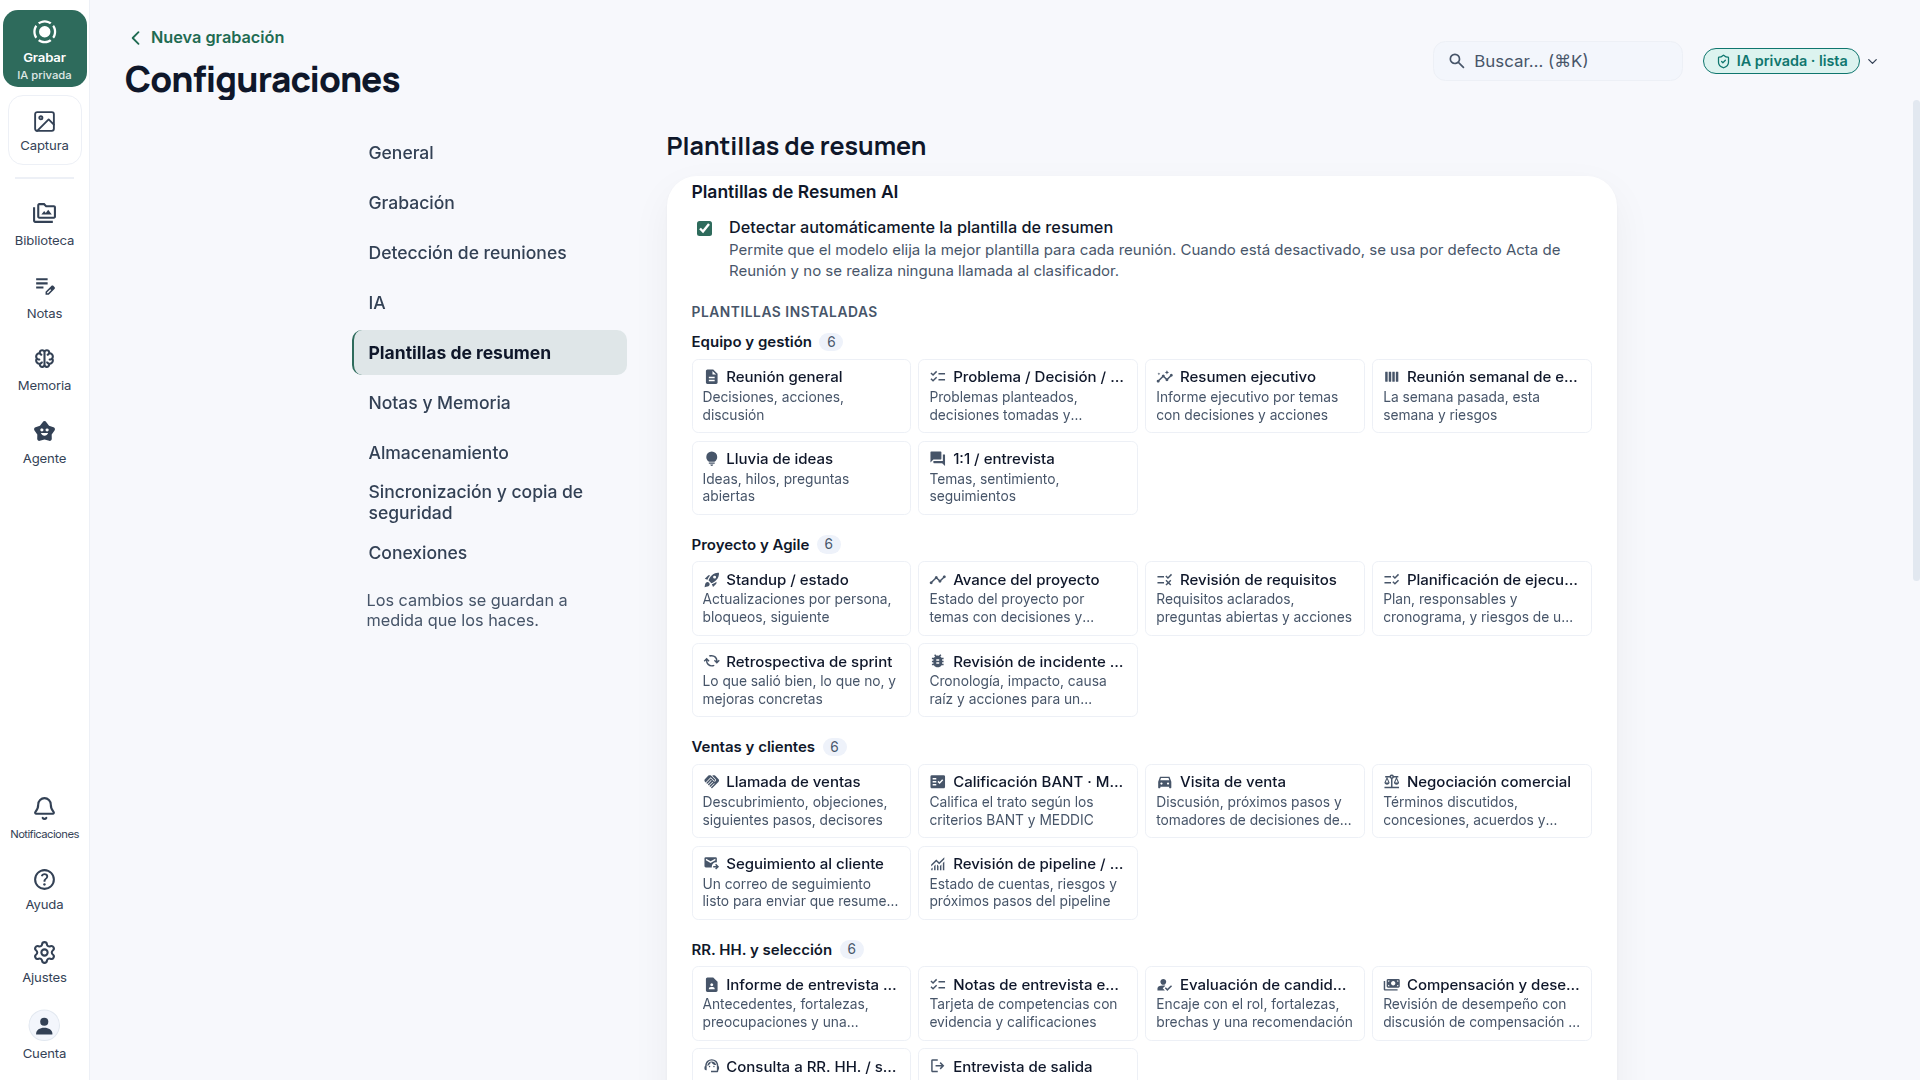 Grabar
IA privada
Captura
Biblioteca
Notas
Memoria
Agente
Notificaciones
Ayuda
Ajustes
Cuenta
Nueva grabación
Configuraciones
Buscar... (⌘K)
IA privada · lista
General
Grabación
Detección de reuniones
IA
Plantillas de resumen
Notas y Memoria
Almacenamiento
Sincronización y copia de
seguridad
Conexiones
Los cambios se guardan a
medida que los haces.
Plantillas de resumen
Plantillas de Resumen AI
Detectar automáticamente la plantilla de resumen
Permite que el modelo elija la mejor plantilla para cada reunión. Cuando está desactivado, se usa por defecto Acta de
Reunión y no se realiza ninguna llamada al clasificador.
PLANTILLAS INSTALADAS
Equipo y gestión 6
Reunión general
Decisiones, acciones,
discusión
Problema / Decisión / ...
Problemas planteados,
decisiones tomadas y...
Resumen ejecutivo
Informe ejecutivo por temas
con decisiones y acciones
Reunión semanal de e...
La semana pasada, esta
semana y riesgos
Lluvia de ideas
Ideas, hilos, preguntas
abiertas
1:1 / entrevista
Temas, sentimiento,
seguimientos
Proyecto y Agile 6
Standup / estado
Actualizaciones por persona,
bloqueos, siguiente
Avance del proyecto
Estado del proyecto por
temas con decisiones y...
Revisión de requisitos
Requisitos aclarados,
preguntas abiertas y acciones
Planificación de ejecu...
Plan, responsables y
cronograma, y riesgos de u...
Retrospectiva de sprint
Lo que salió bien, lo que no, y
mejoras concretas
Revisión de incidente ...
Cronología, impacto, causa
raíz y acciones para un...
Ventas y clientes 6
Llamada de ventas
Descubrimiento, objeciones,
siguientes pasos, decisores
Calificación BANT · M...
Califica el trato según los
criterios BANT y MEDDIC
Visita de venta
Discusión, próximos pasos y
tomadores de decisiones de...
Negociación comercial
Términos discutidos,
concesiones, acuerdos y...
Seguimiento al cliente
Un correo de seguimiento
listo para enviar que resume...
Revisión de pipeline / ...
Estado de cuentas, riesgos y
próximos pasos del pipeline
RR. HH. y selección 6
Informe de entrevista ...
Antecedentes, fortalezas,
preocupaciones y una...
Notas de entrevista e...
Tarjeta de competencias con
evidencia y calificaciones
Evaluación de candid...
Encaje con el rol, fortalezas,
brechas y una recomendación
Compensación y dese...
Revisión de desempeño con
discusión de compensación ...
Consulta a RR. HH. / s...
Entrevista de salida